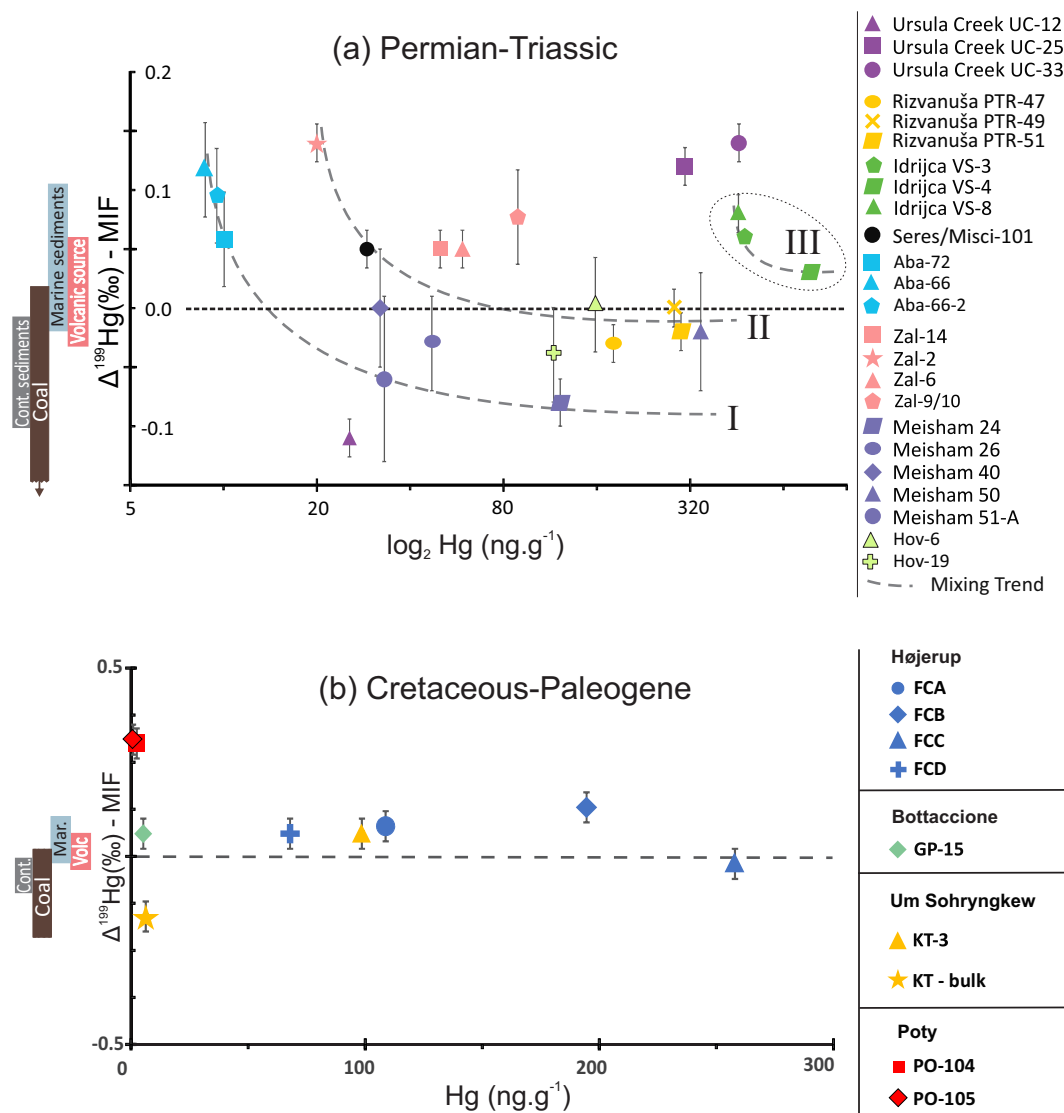 (a) Permian-Triassic
0.2
0.1
0.0
-0.1
Δ¹⁹⁹Hg(‰) - MIF
Cont. sediments
Coal
Marine sediments
Volcanic source
I
II
III
5
20
80
320
log₂ Hg (ng.g⁻¹)
Ursula Creek UC-12
Ursula Creek UC-25
Ursula Creek UC-33
Rizvanuša PTR-47
Rizvanuša PTR-49
Rizvanuša PTR-51
Idrijca VS-3
Idrijca VS-4
Idrijca VS-8
Seres/Misci-101
Aba-72
Aba-66
Aba-66-2
Zal-14
Zal-2
Zal-6
Zal-9/10
Meisham 24
Meisham 26
Meisham 40
Meisham 50
Meisham 51-A
Hov-6
Hov-19
Mixing Trend
(b) Cretaceous-Paleogene
0.5
-0.5
Δ¹⁹⁹Hg(‰) - MIF
Cont.
Coal
Mar.
Volc
0
100
200
300
Hg (ng.g⁻¹)
Højerup
FCA
FCB
FCC
FCD
Bottaccione
GP-15
Um Sohryngkew
KT-3
KT - bulk
Poty
PO-104
PO-105